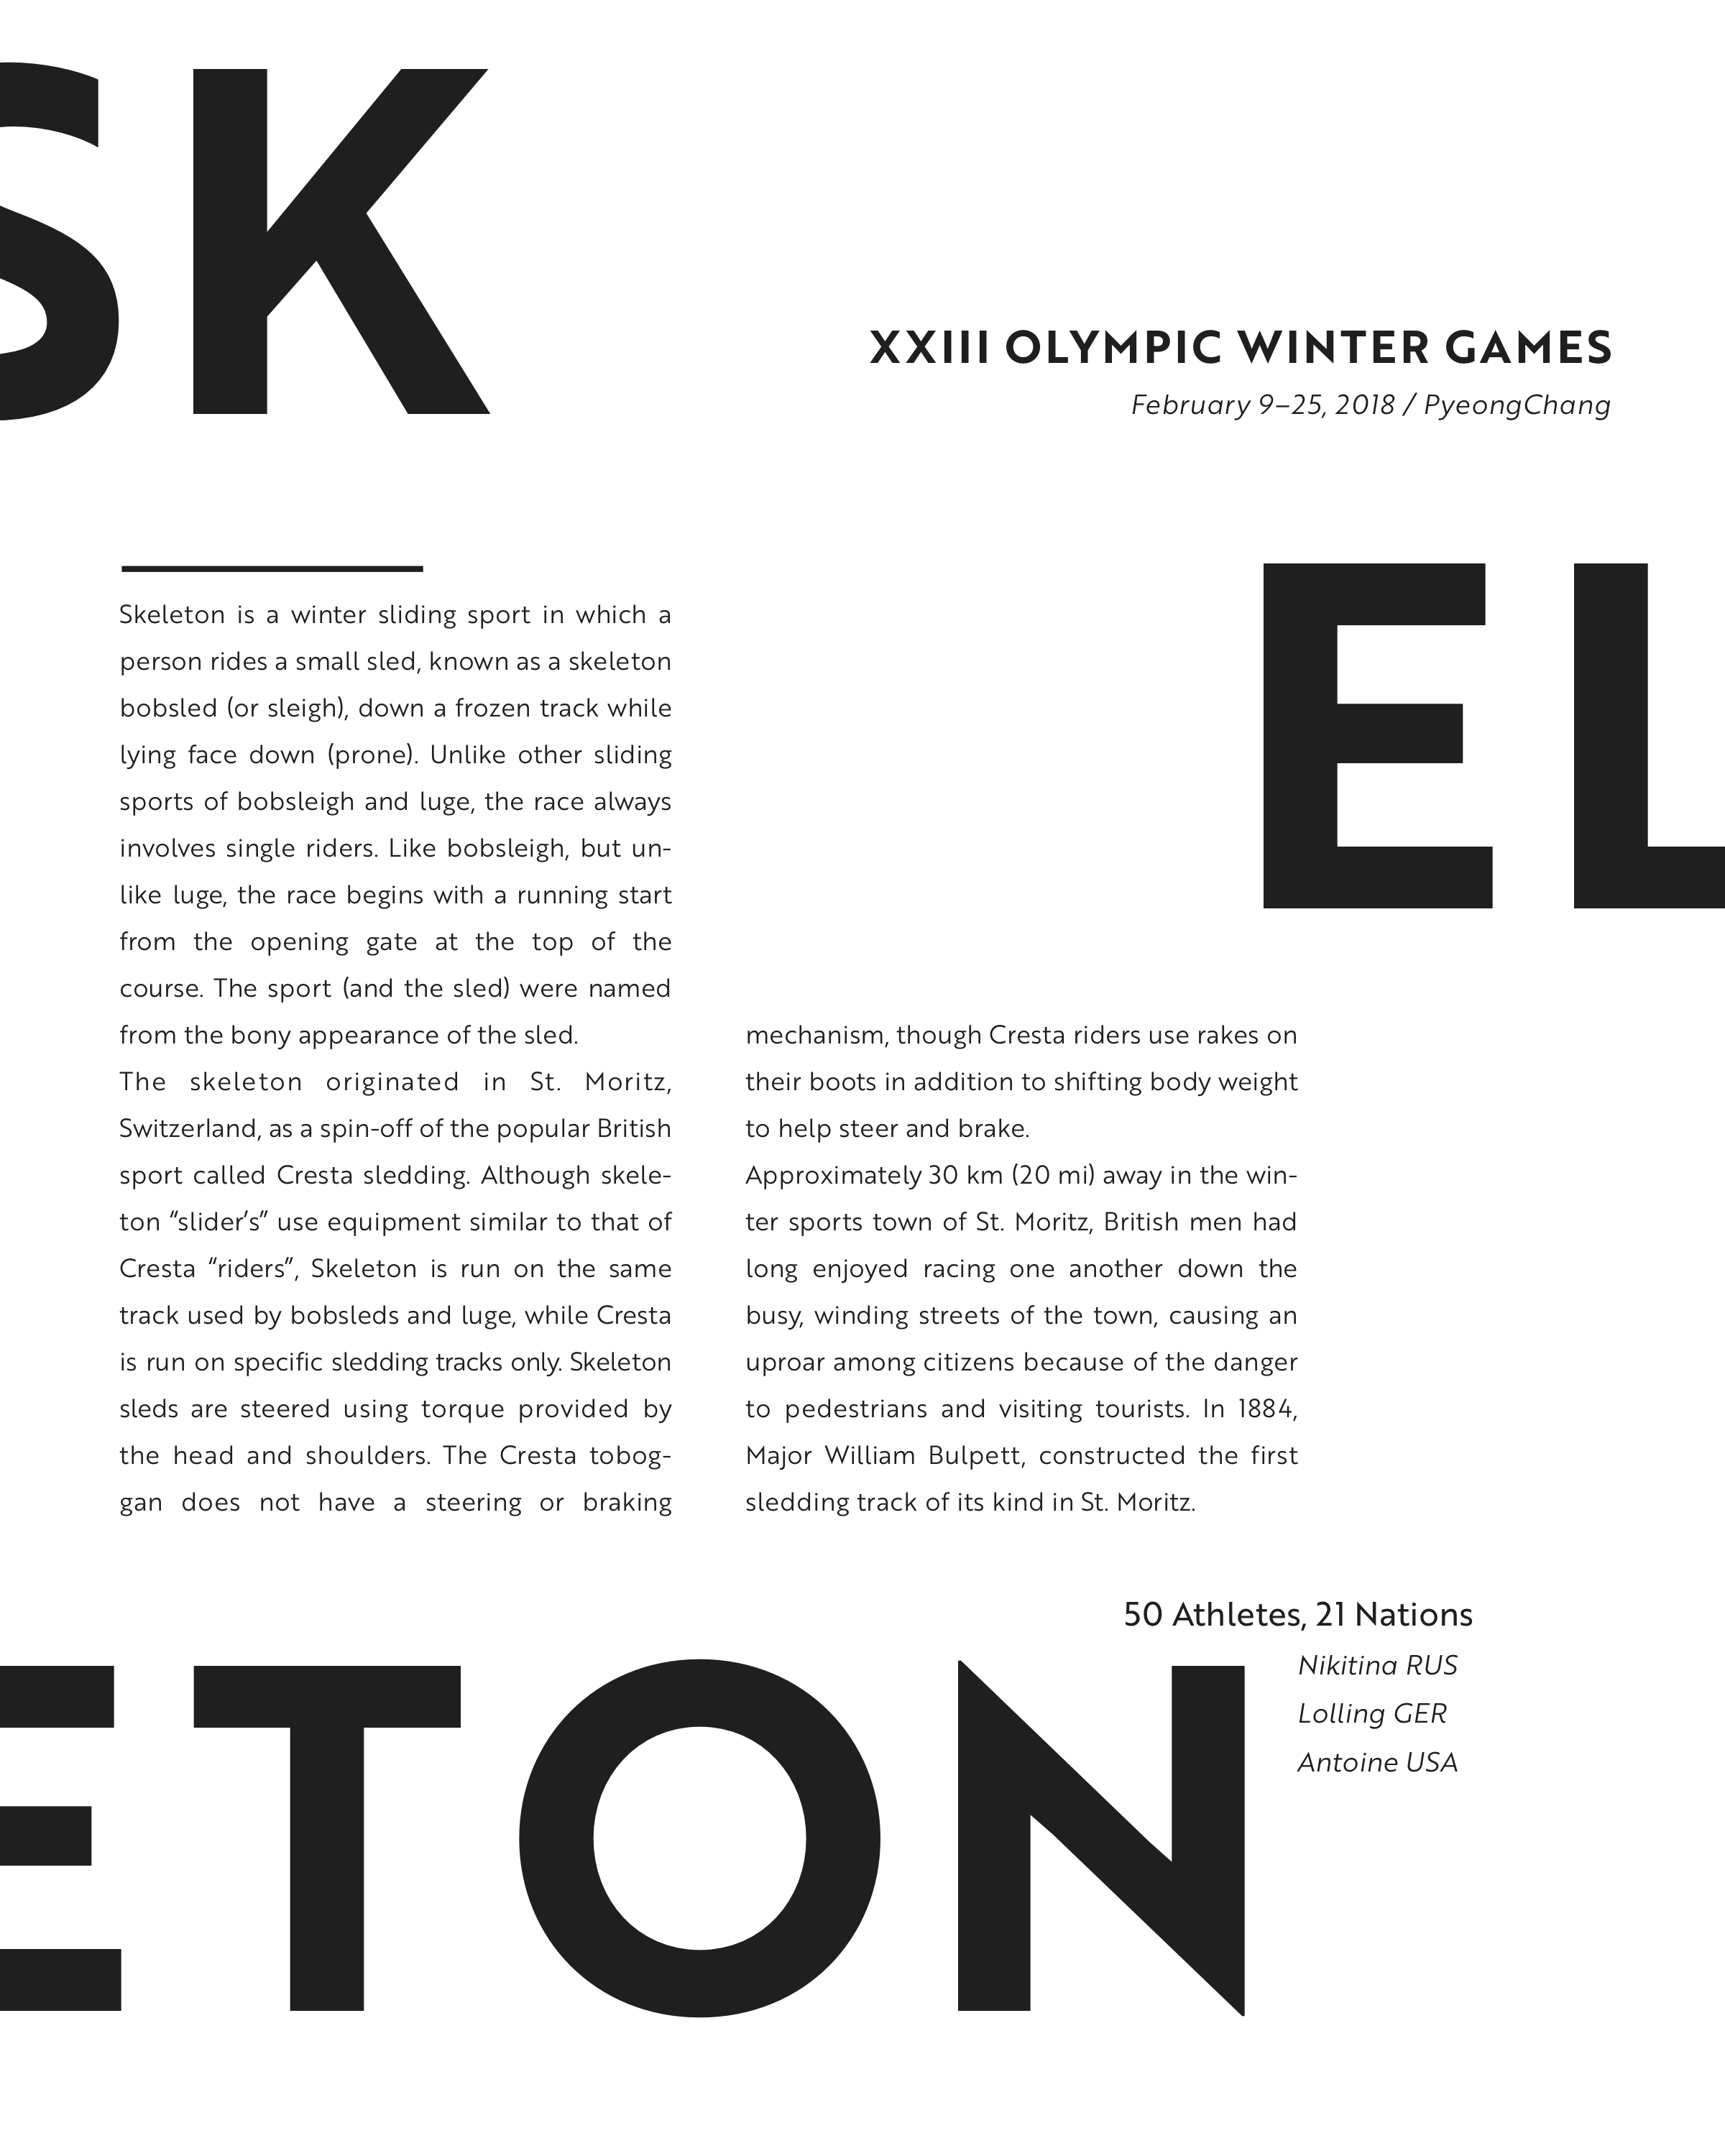 SK
XXIII OLYMPIC WINTER GAMES
February 9–25, 2018 / PyeongChang
EL
Skeleton is a winter sliding sport in which a
person rides a small sled, known as a skeleton
bobsled (or sleigh), down a frozen track while
lying face down (prone). Unlike other sliding
sports of bobsleigh and luge, the race always
involves single riders. Like bobsleigh, but un-
like luge, the race begins with a running start
from the opening gate at the top of the
course. The sport (and the sled) were named
from the bony appearance of the sled.
The skeleton originated in St. Moritz,
Switzerland, as a spin-off of the popular British
sport called Cresta sledding. Although skele-
ton “slider’s” use equipment similar to that of
Cresta “riders”, Skeleton is run on the same
track used by bobsleds and luge, while Cresta
is run on specific sledding tracks only. Skeleton
sleds are steered using torque provided by
the head and shoulders. The Cresta tobog-
gan does not have a steering or braking
mechanism, though Cresta riders use rakes on
their boots in addition to shifting body weight
to help steer and brake.
Approximately 30 km (20 mi) away in the win-
ter sports town of St. Moritz, British men had
long enjoyed racing one another down the
busy, winding streets of the town, causing an
uproar among citizens because of the danger
to pedestrians and visiting tourists. In 1884,
Major William Bulpett, constructed the first
sledding track of its kind in St. Moritz.
50 Athletes, 21 Nations
Nikitina RUS
Lolling GER
Antoine USA
ETON